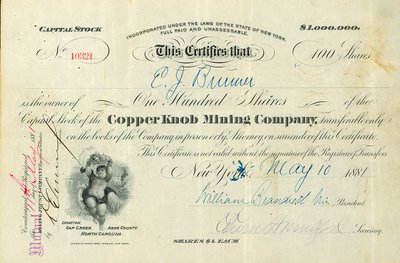 INCORPORATED UNDER THE LAWS OF THE STATE OF NEW YORK.
FULL PAID AND UNASSESSABLE.
CAPITAL STOCK
$1.000.000.
No 10321
This Certifies that
100 Shares
E. J. Brunner
is the owner of One Hundred Shares of the
Capital Stock of the Copper Knob Mining Company, transferable only
on the books of the Company in person or by Attorney, on surrender of this Certificate
This Certificate is not valid without the signature of the Registrar of Transfers
New York, May 10 1881
William Brandreth Vice President
Secretary
LOCATION
GAP CREEK ASHE COUNTY.
NORTH CAROLINA
SHARES $1. EACH